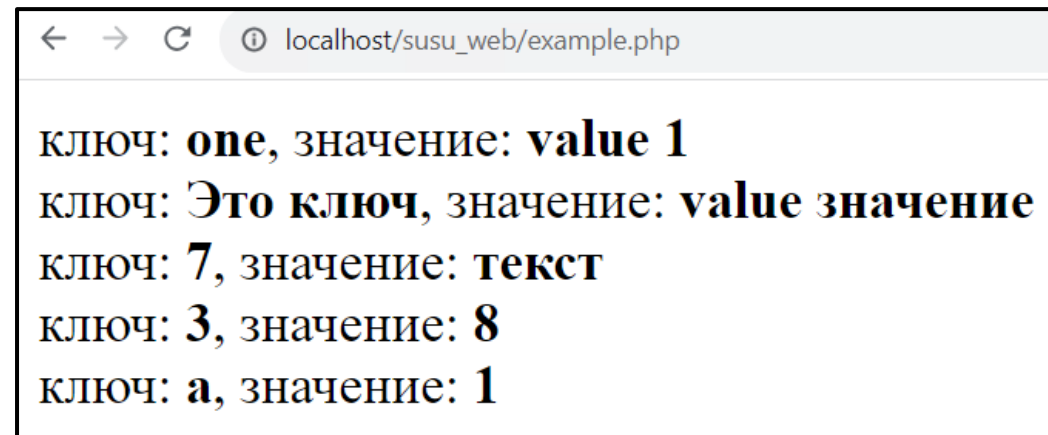 localhost/susu_web/example.php
ключ: one, значение: value 1
ключ: Это ключ, значение: value значение
ключ: 7, значение: текст
ключ: 3, значение: 8
ключ: a, значение: 1